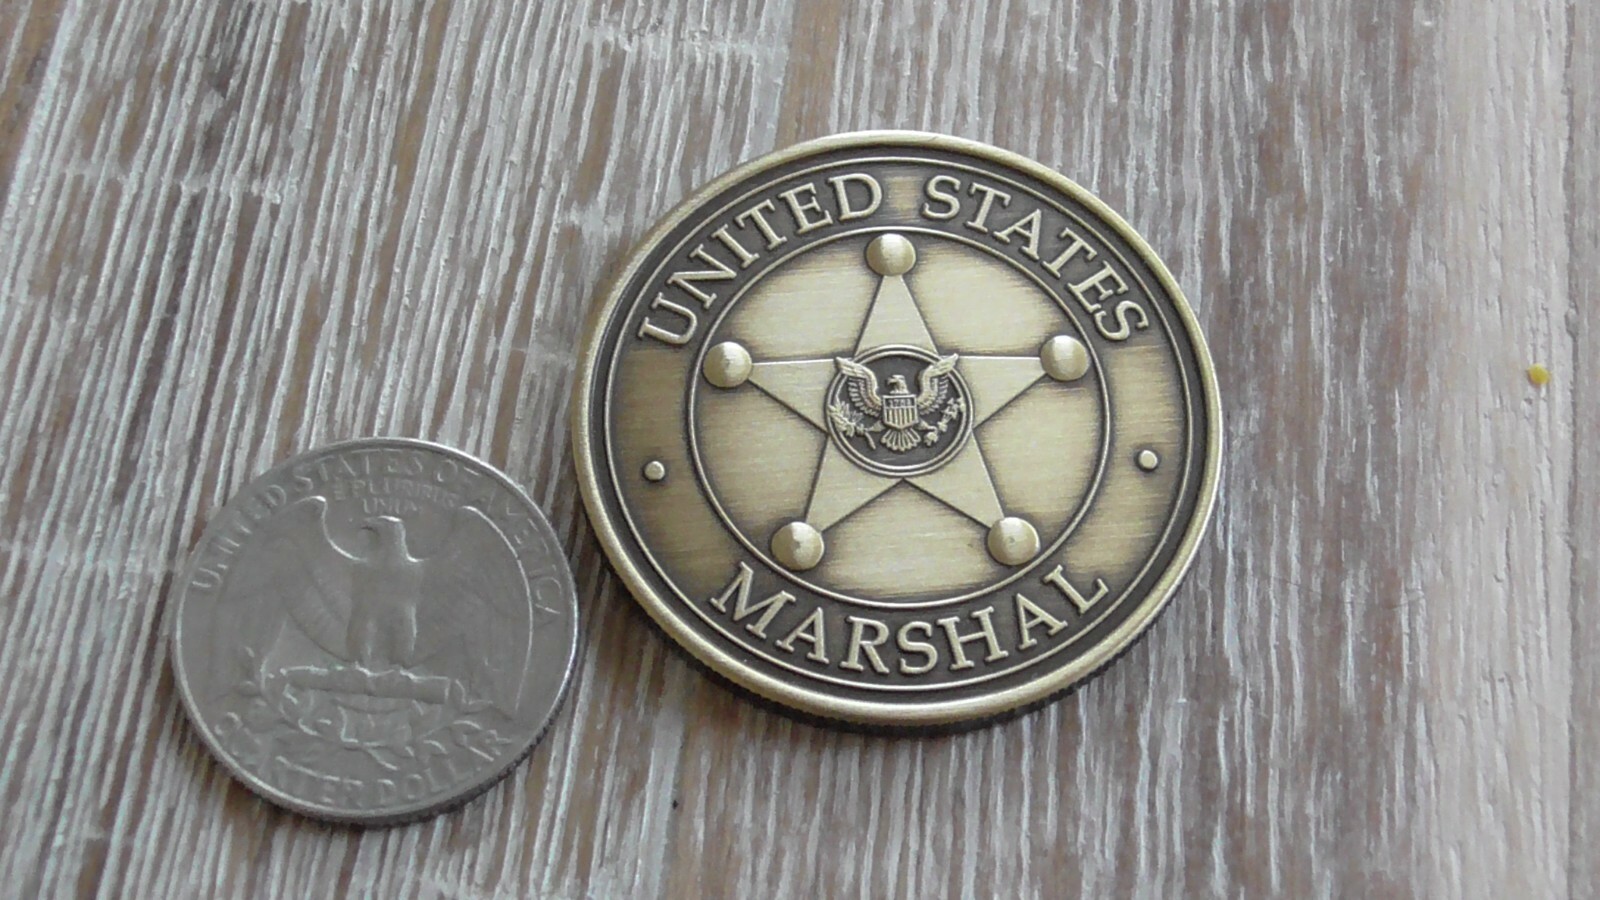 UNITED STATES
MARSHAL
UNITED STATES OF AMERICA
E PLURIBUS
UNUM
QUARTER DOLLAR